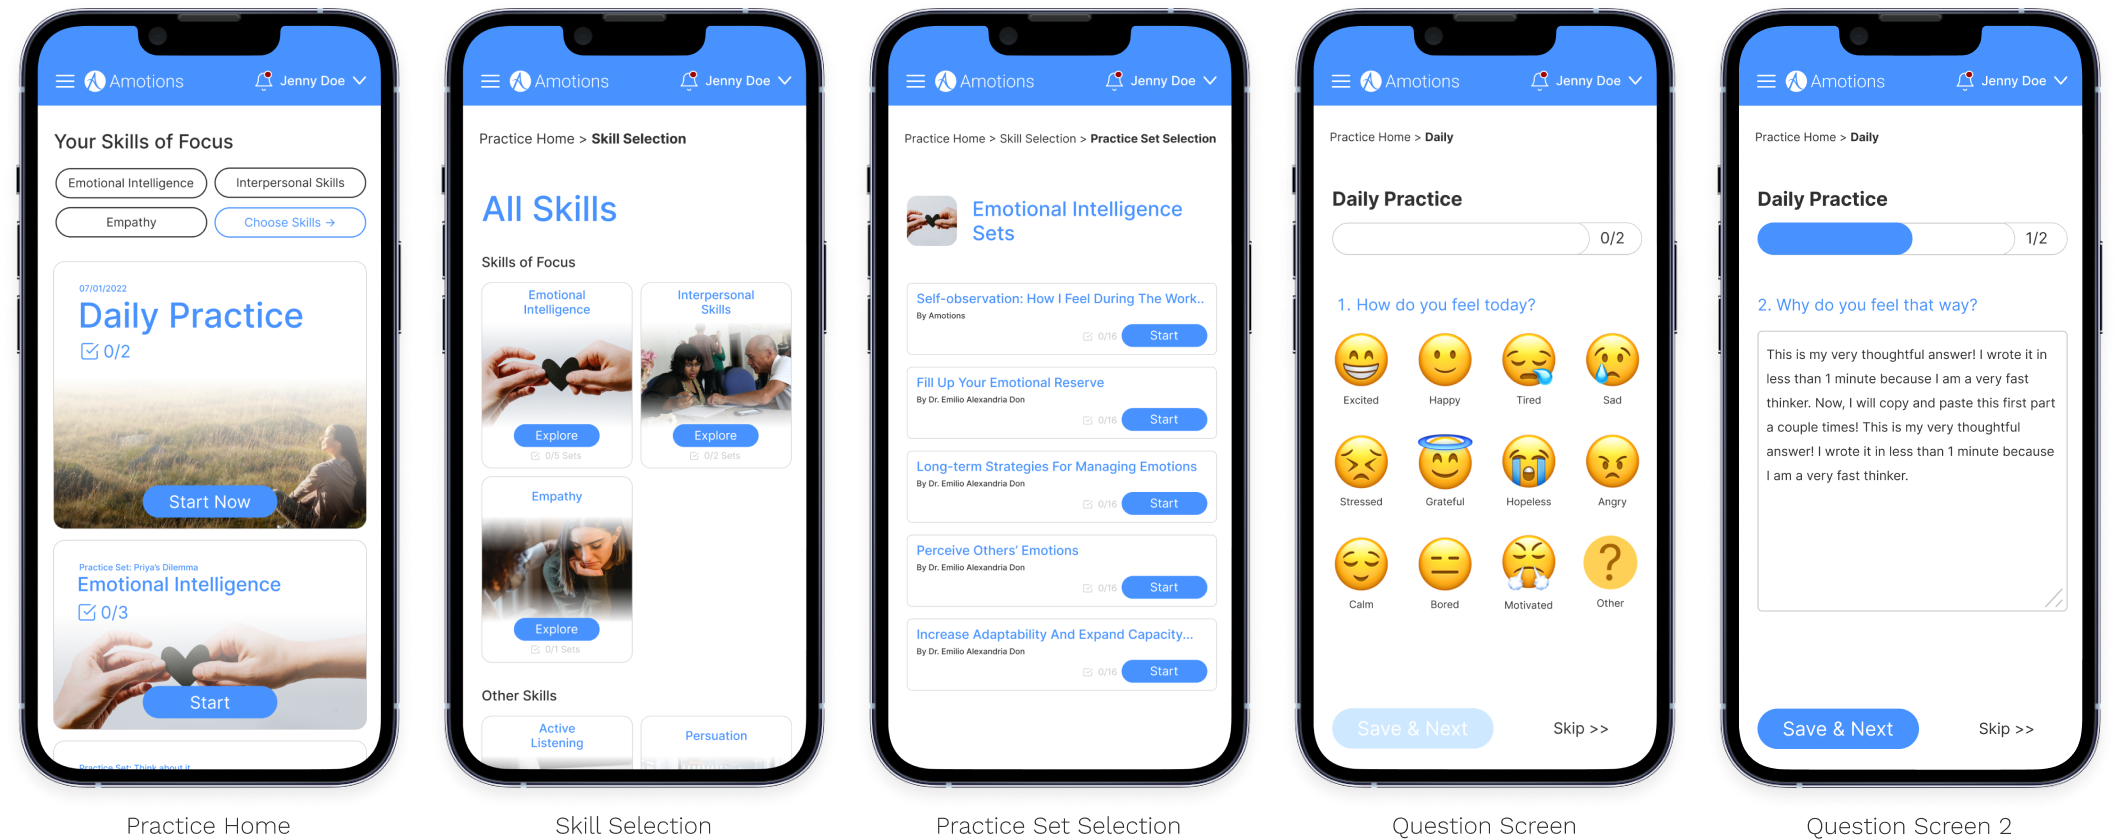 Amotions
Jenny Doe
Your Skills of Focus
Emotional Intelligence
Interpersonal Skills
Empathy
Choose Skills →
07/01/2022
Daily Practice
0/2
Start Now
Practice Set: Priya's Dilemma
Emotional Intelligence
0/3
Start
Practice Set: Think about it
Practice Home
Amotions
Jenny Doe
Practice Home > Skill Selection
All Skills
Skills of Focus
Emotional
Intelligence
Explore
0/5 Sets
Interpersonal
Skills
Explore
0/2 Sets
Empathy
Explore
0/1 Sets
Other Skills
Active
Listening
Persuation
Skill Selection
Amotions
Jenny Doe
Practice Home > Skill Selection > Practice Set Selection
Emotional Intelligence
Sets
Self-observation: How I Feel During The Work..
By Amotions
0/16
Start
Fill Up Your Emotional Reserve
By Dr. Emilio Alexandria Don
0/16
Start
Long-term Strategies For Managing Emotions
By Dr. Emilio Alexandria Don
0/16
Start
Perceive Others' Emotions
By Dr. Emilio Alexandria Don
0/16
Start
Increase Adaptability And Expand Capacity...
By Dr. Emilio Alexandria Don
0/16
Start
Practice Set Selection
Amotions
Jenny Doe
Practice Home > Daily
Daily Practice
0/2
1. How do you feel today?
Excited
Happy
Tired
Sad
Stressed
Grateful
Hopeless
Angry
Calm
Bored
Motivated
?
Other
Save & Next
Skip >>
Question Screen
Amotions
Jenny Doe
Practice Home > Daily
Daily Practice
1/2
2. Why do you feel that way?
This is my very thoughtful answer! I wrote it in
less than 1 minute because I am a very fast
thinker. Now, I will copy and paste this first part
a couple times! This is my very thoughtful
answer! I wrote it in less than 1 minute because
I am a very fast thinker.
Save & Next
Skip >>
Question Screen 2